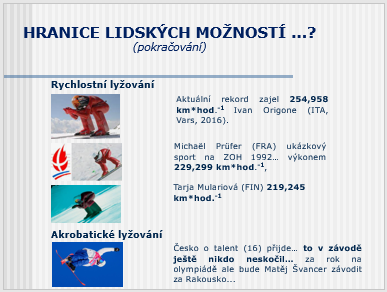 HRANICE LIDSKÝCH MOŽNOSTÍ ...?
(pokračování)
Rychlostní lyžování
Aktuální rekord zajel 254,958
km*hod.-1 Ivan Origone (ITA,
Vars, 2016).
Michaël Prüfer (FRA) ukázkový
sport na ZOH 1992... výkonem
229,299 km*hod.-1,
Tarja Mulariová (FIN) 219,245
km*hod.-1
Akrobatické lyžování
Česko o talent (16) přijde... to v závodě
ještě nikdo neskočil... za rok na
olympiádě ale bude Matěj Švancer závodit
za Rakousko...